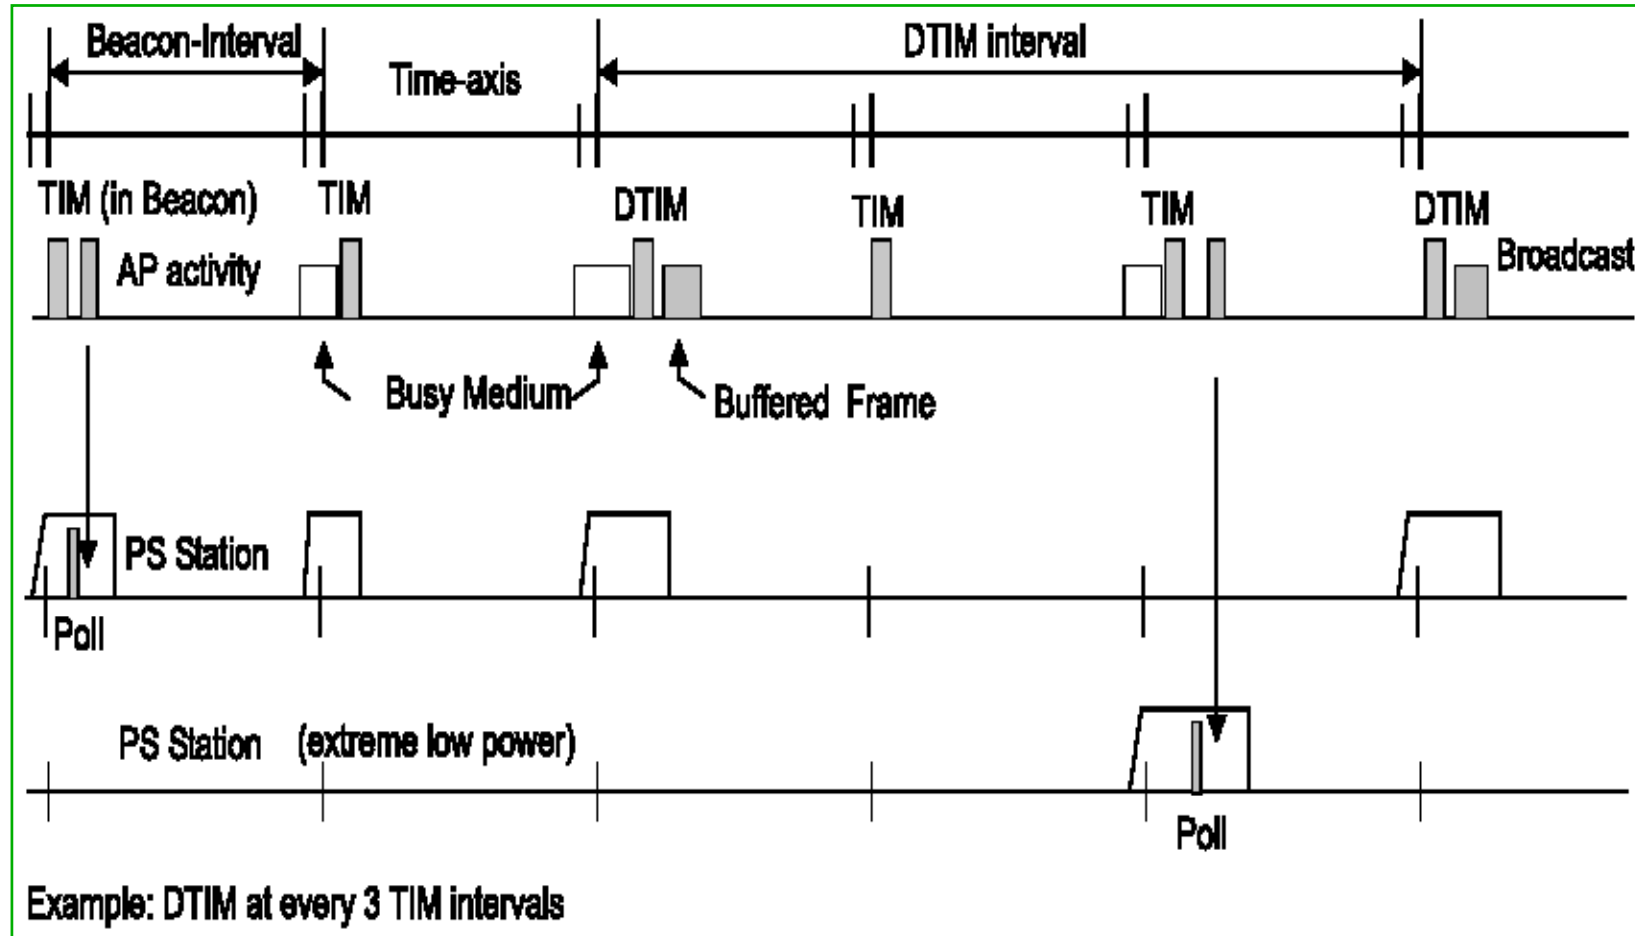 Beacon-Interval
DTIM interval
Time-axis
TIM (in Beacon)
TIM
DTIM
TIM
TIM
DTIM
AP activity
Broadcast
Busy Medium
Buffered Frame
PS Station
Poll
PS Station (extreme low power)
Poll
Example: DTIM at every 3 TIM intervals